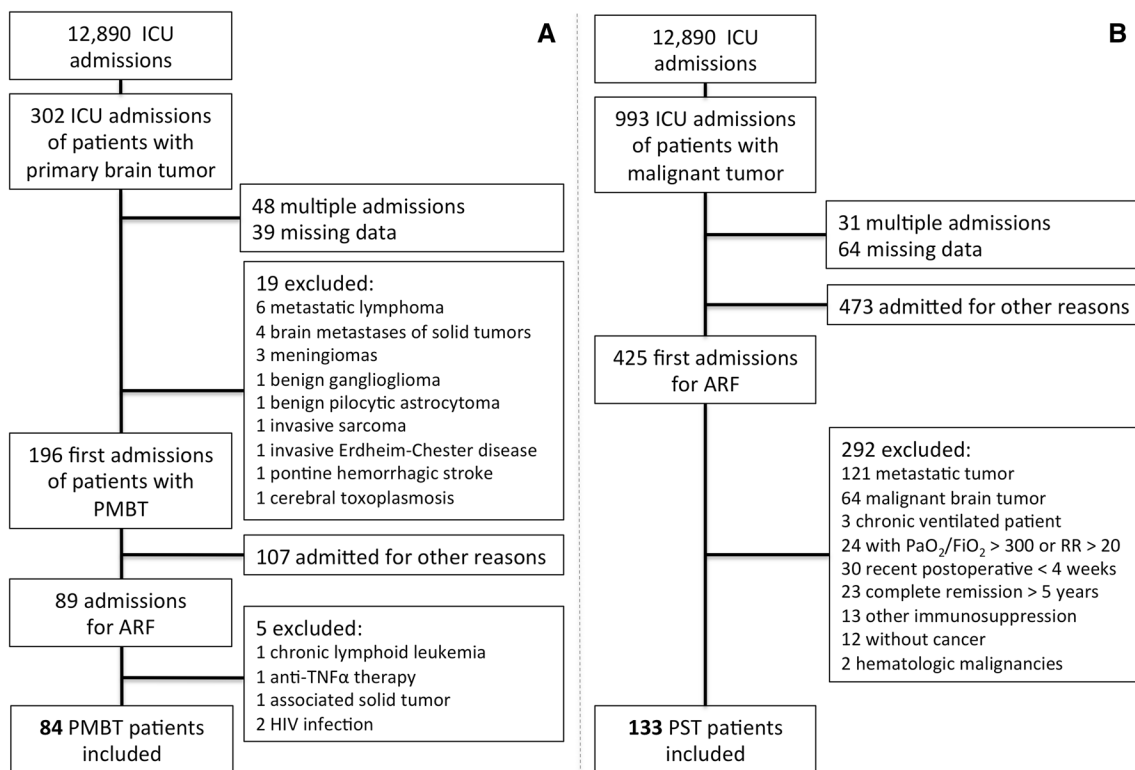 A
12,890 ICU
admissions
302 ICU admissions
of patients with
primary brain tumor
48 multiple admissions
39 missing data
19 excluded:
6 metastatic lymphoma
4 brain metastases of solid tumors
3 meningiomas
1 benign ganglioglioma
1 benign pilocytic astrocytoma
1 invasive sarcoma
1 invasive Erdheim-Chester disease
1 pontine hemorrhagic stroke
1 cerebral toxoplasmosis
196 first admissions
of patients with
PMBT
107 admitted for other reasons
89 admissions
for ARF
5 excluded:
1 chronic lymphoid leukemia
1 anti-TNFα therapy
1 associated solid tumor
2 HIV infection
84 PMBT patients
included
B
12,890 ICU
admissions
993 ICU admissions
of patients with
malignant tumor
31 multiple admissions
64 missing data
473 admitted for other reasons
425 first admissions
for ARF
292 excluded:
121 metastatic tumor
64 malignant brain tumor
3 chronic ventilated patient
24 with PaO₂/FiO₂ > 300 or RR > 20
30 recent postoperative < 4 weeks
23 complete remission > 5 years
13 other immunosuppression
12 without cancer
2 hematologic malignancies
133 PST patients
included